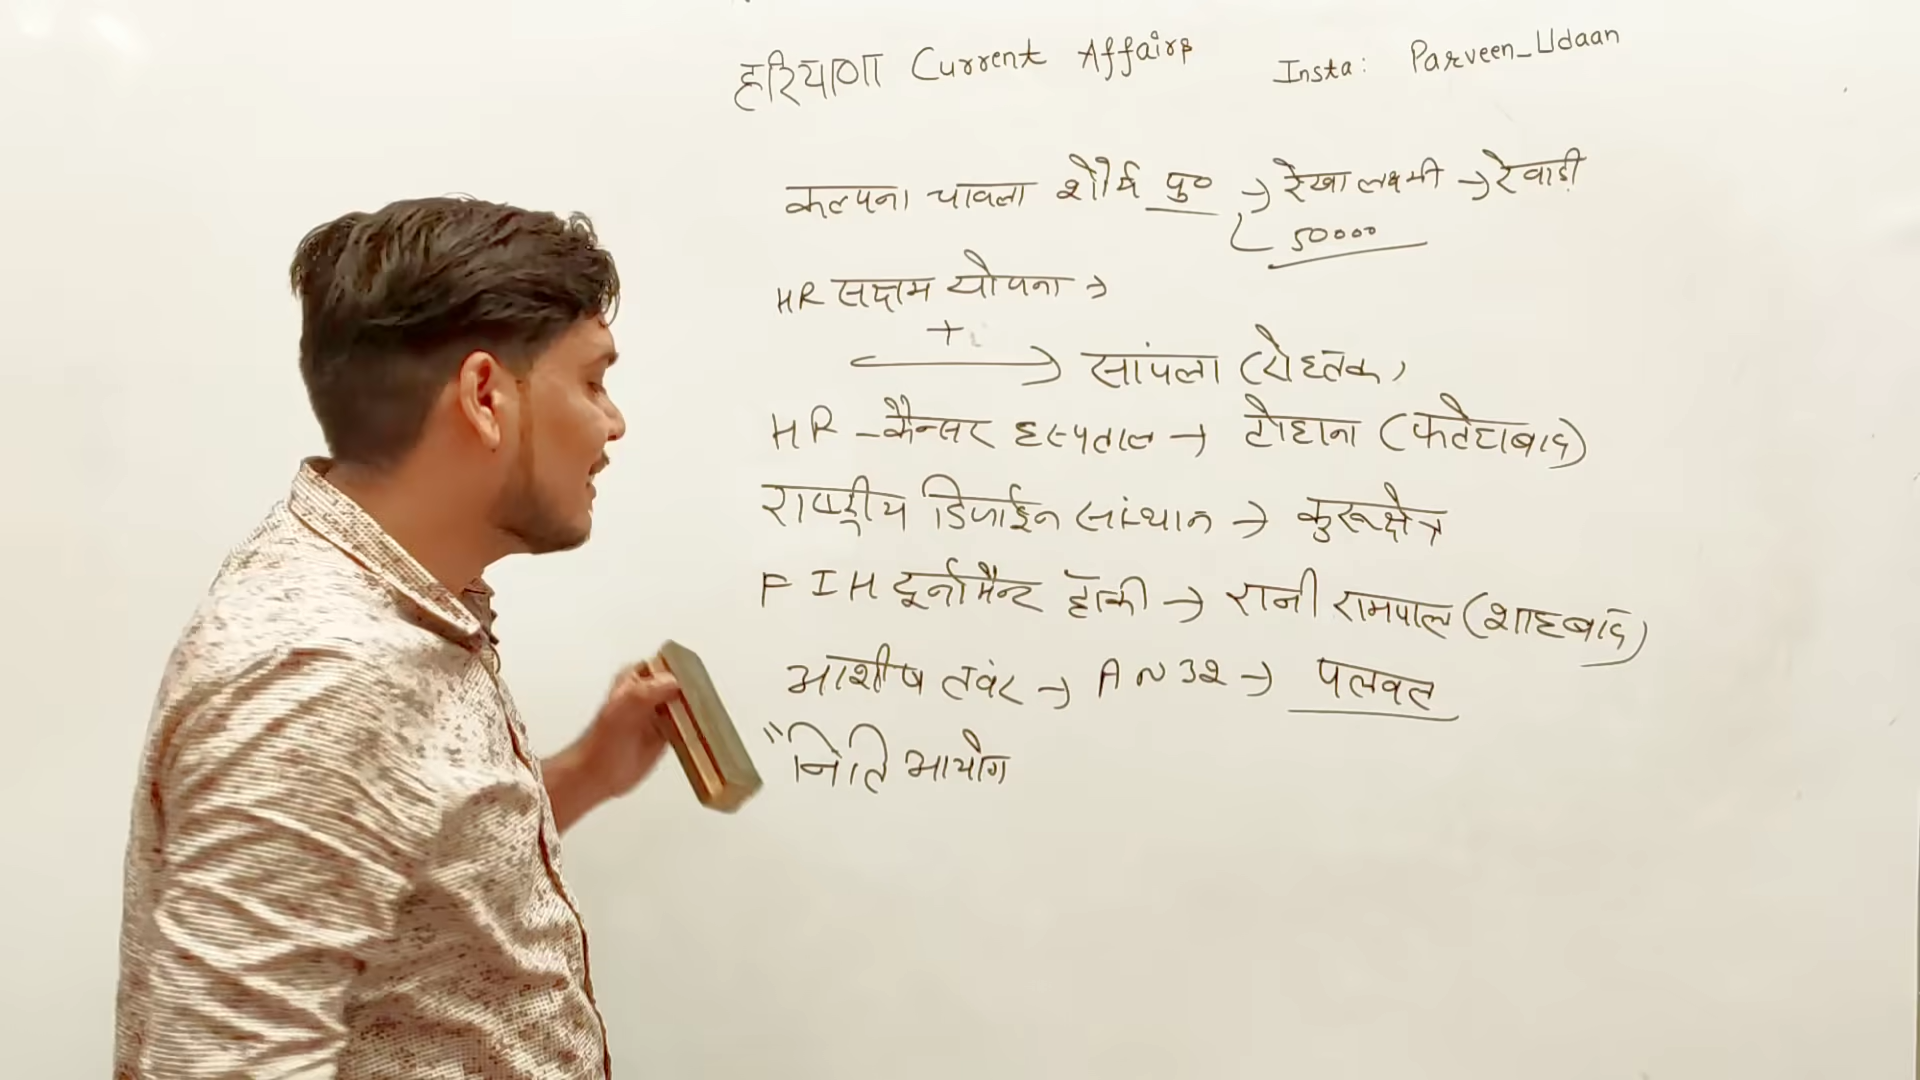 हरियाणा Current Affairs Insta: Parveen_Udaan
कल्पना चावला शौर्य पु० → रेखा लक्ष्मी → रेवाड़ी
50000
HR सक्षम योजना →
+
→ सांपला (रोहतक)
HR - कैन्सर हस्पताल → टोहाना (फतेहाबाद)
राष्ट्रीय डिजाईन संस्थान → कुरूक्षेत्र
FIH टूर्नामैन्ट हॉकी → रानी रामपाल (शाहबाद)
आशीष तवंर → AN 32 → पलवल
"निति आयोग